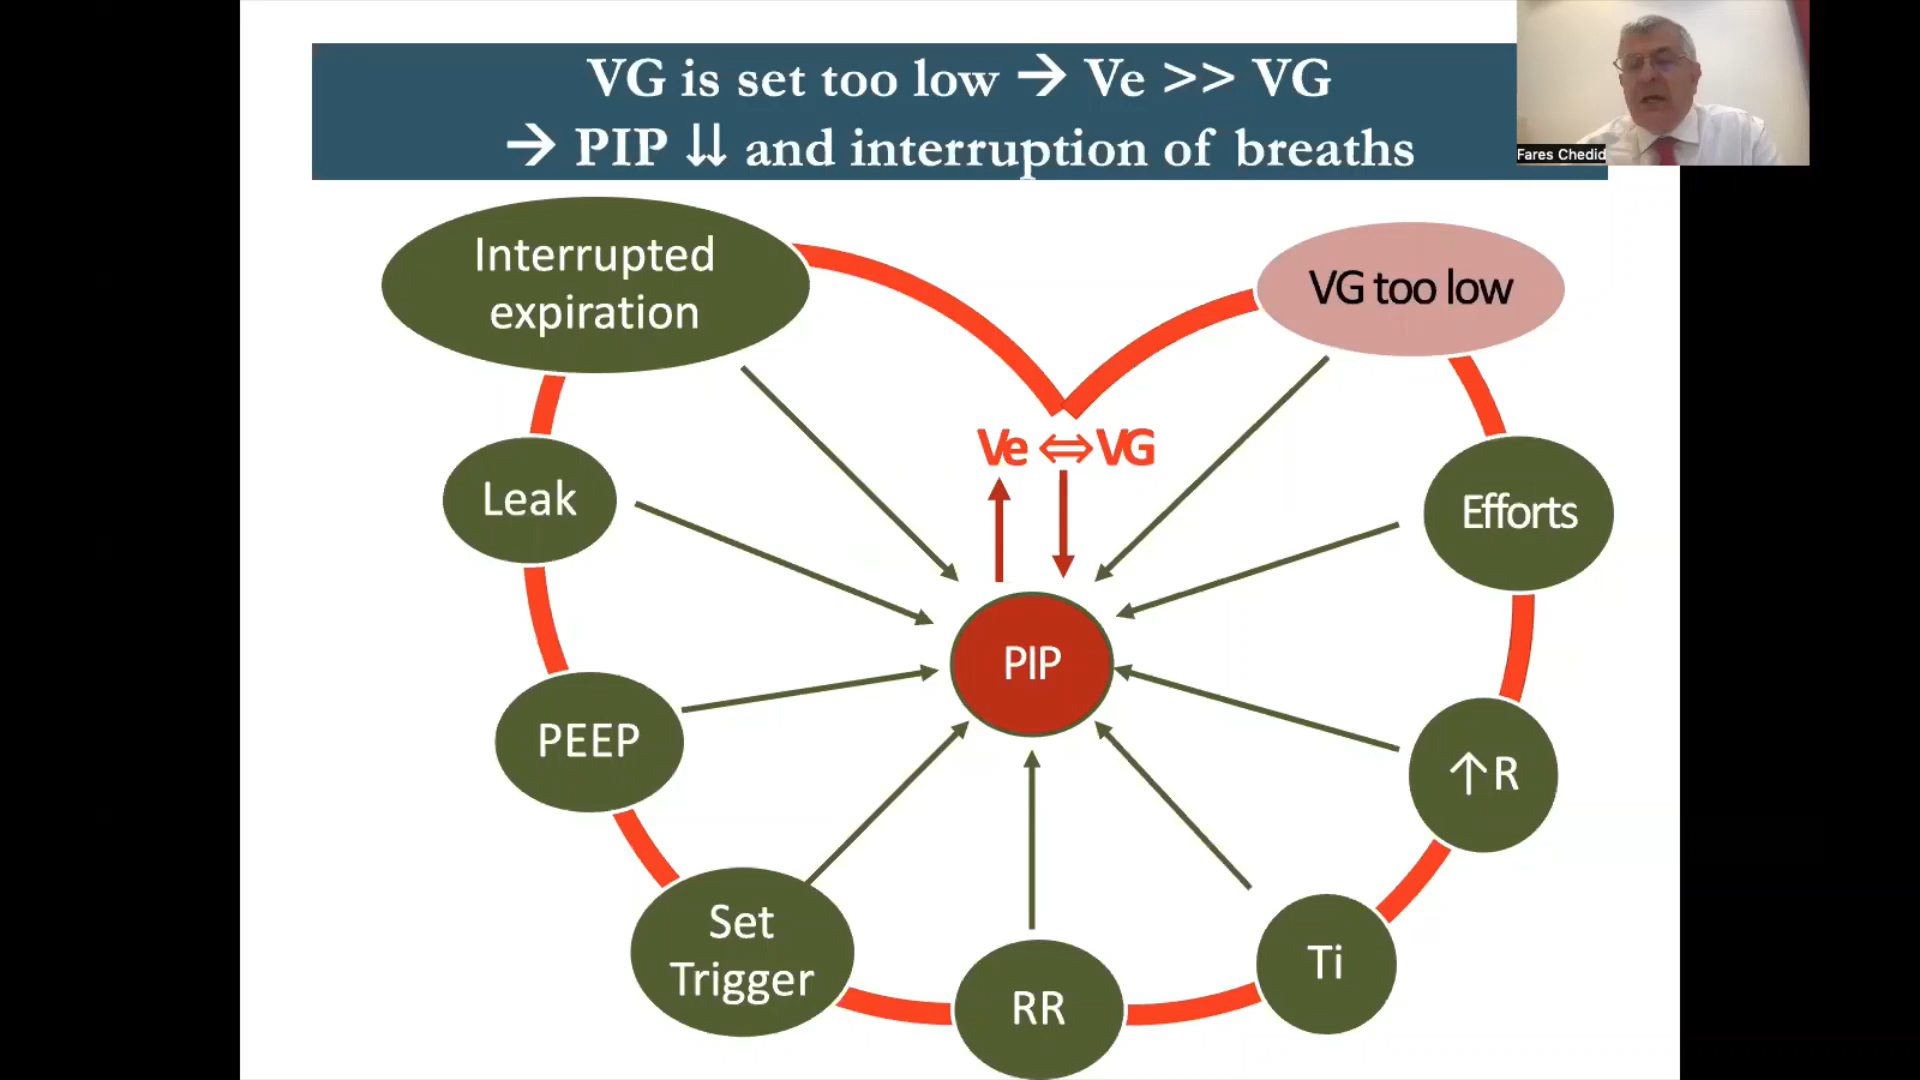 VG is set too low → Ve >> VG
→ PIP ⇊ and interruption of breaths
Fares Chedid
Interrupted
expiration
VG too low
Ve ⇔ VG
Leak
Efforts
PIP
PEEP
↑R
Set
Trigger
RR
Ti